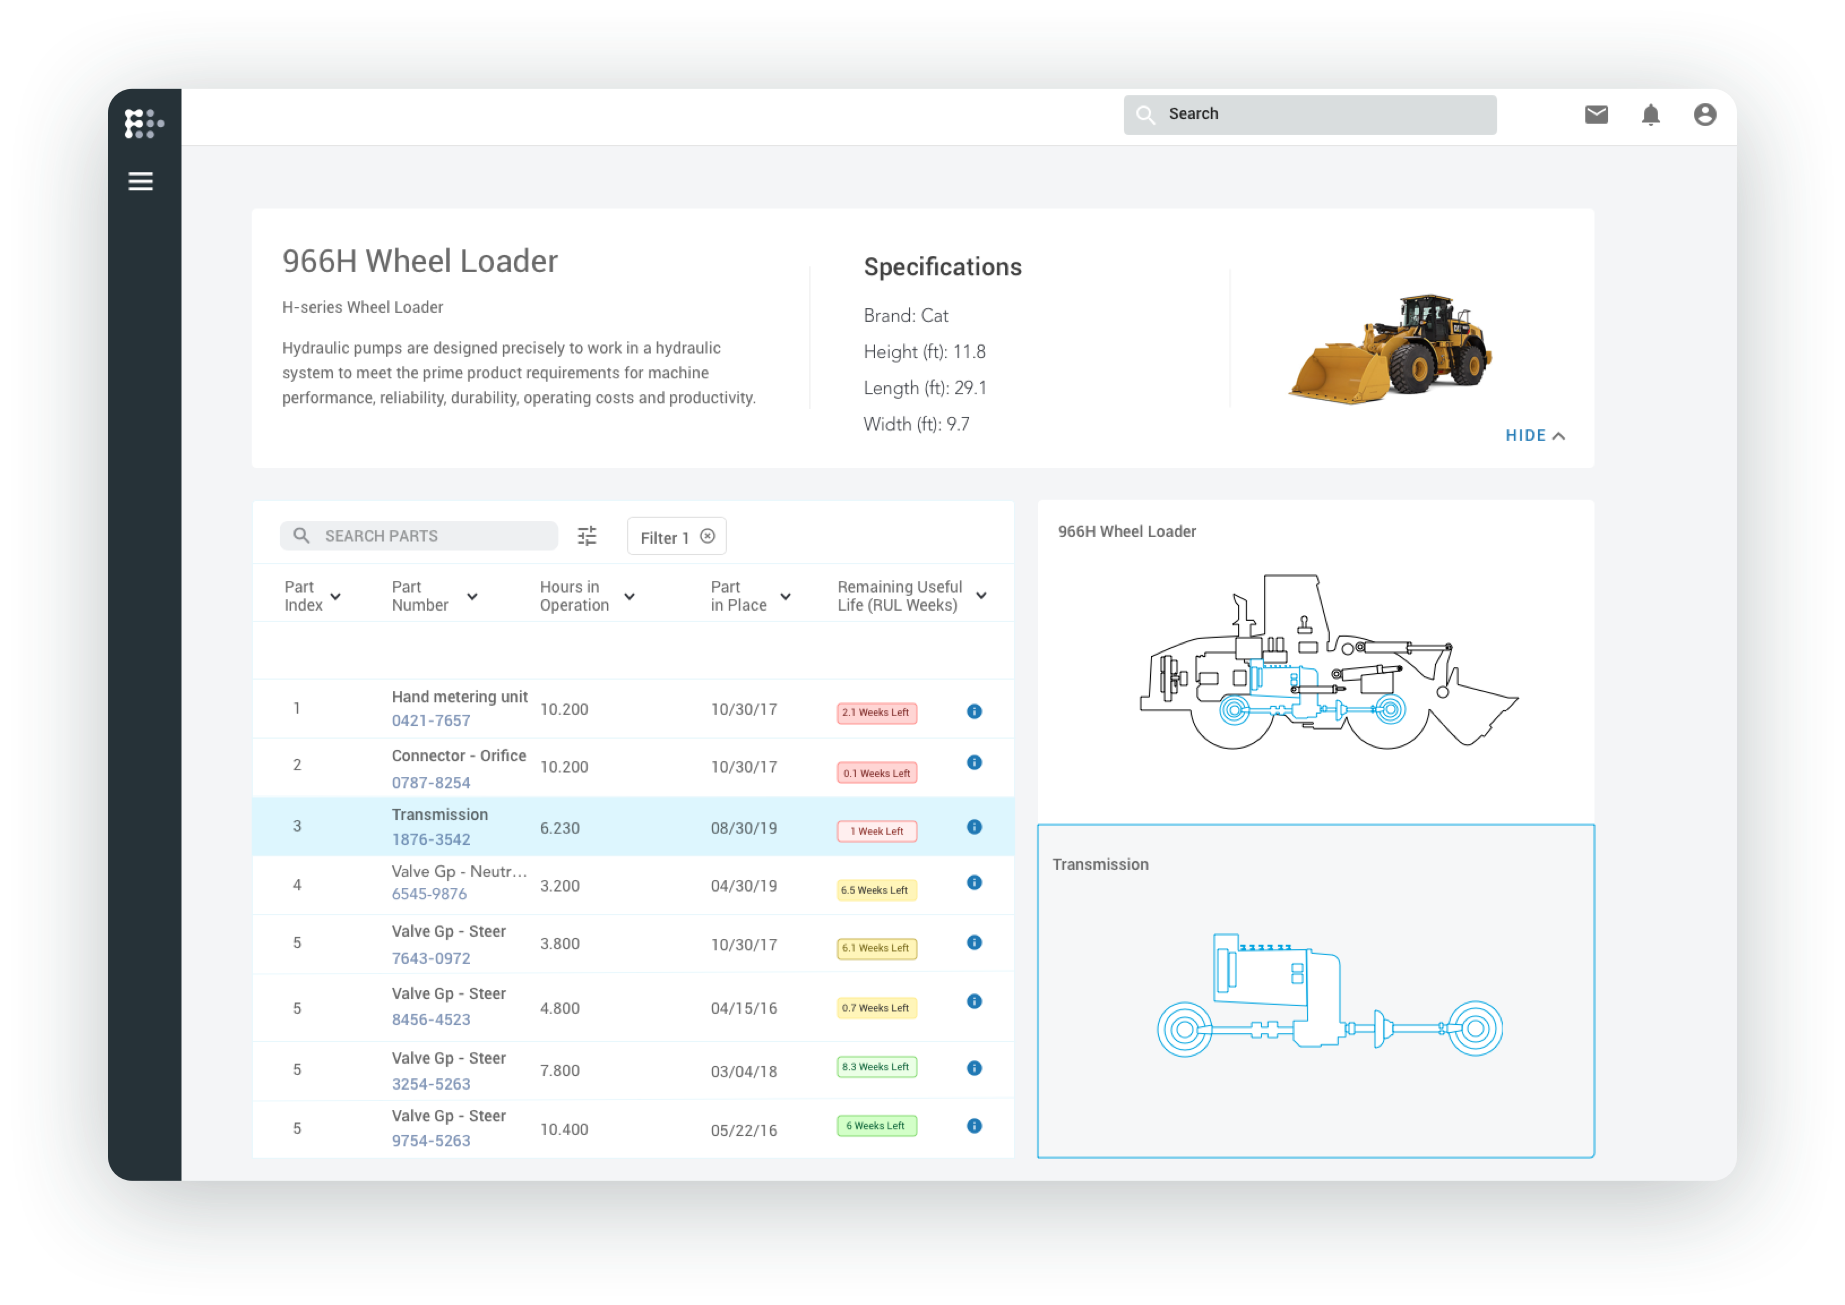 Search
966H Wheel Loader
H-series Wheel Loader
Hydraulic pumps are designed precisely to work in a hydraulic
system to meet the prime product requirements for machine
performance, reliability, durability, operating costs and productivity.
Specifications
Brand: Cat
Height (ft): 11.8
Length (ft): 29.1
Width (ft): 9.7
HIDE
SEARCH PARTS
Filter 1
Part Index
Part Number
Hours in Operation
Part in Place
Remaining Useful Life (RUL Weeks)
1 Hand metering unit 0421-7657 10.200 10/30/17 2.1 Weeks Left
2 Connector - Orifice 0787-8254 10.200 10/30/17 0.1 Weeks Left
3 Transmission 1876-3542 6.230 08/30/19 1 Week Left
4 Valve Gp - Neutr... 6545-9876 3.200 04/30/19 6.5 Weeks Left
5 Valve Gp - Steer 7643-0972 3.800 10/30/17 6.1 Weeks Left
5 Valve Gp - Steer 8456-4523 4.800 04/15/16 0.7 Weeks Left
5 Valve Gp - Steer 3254-5263 7.800 03/04/18 8.3 Weeks Left
5 Valve Gp - Steer 9754-5263 10.400 05/22/16 6 Weeks Left
966H Wheel Loader
Transmission